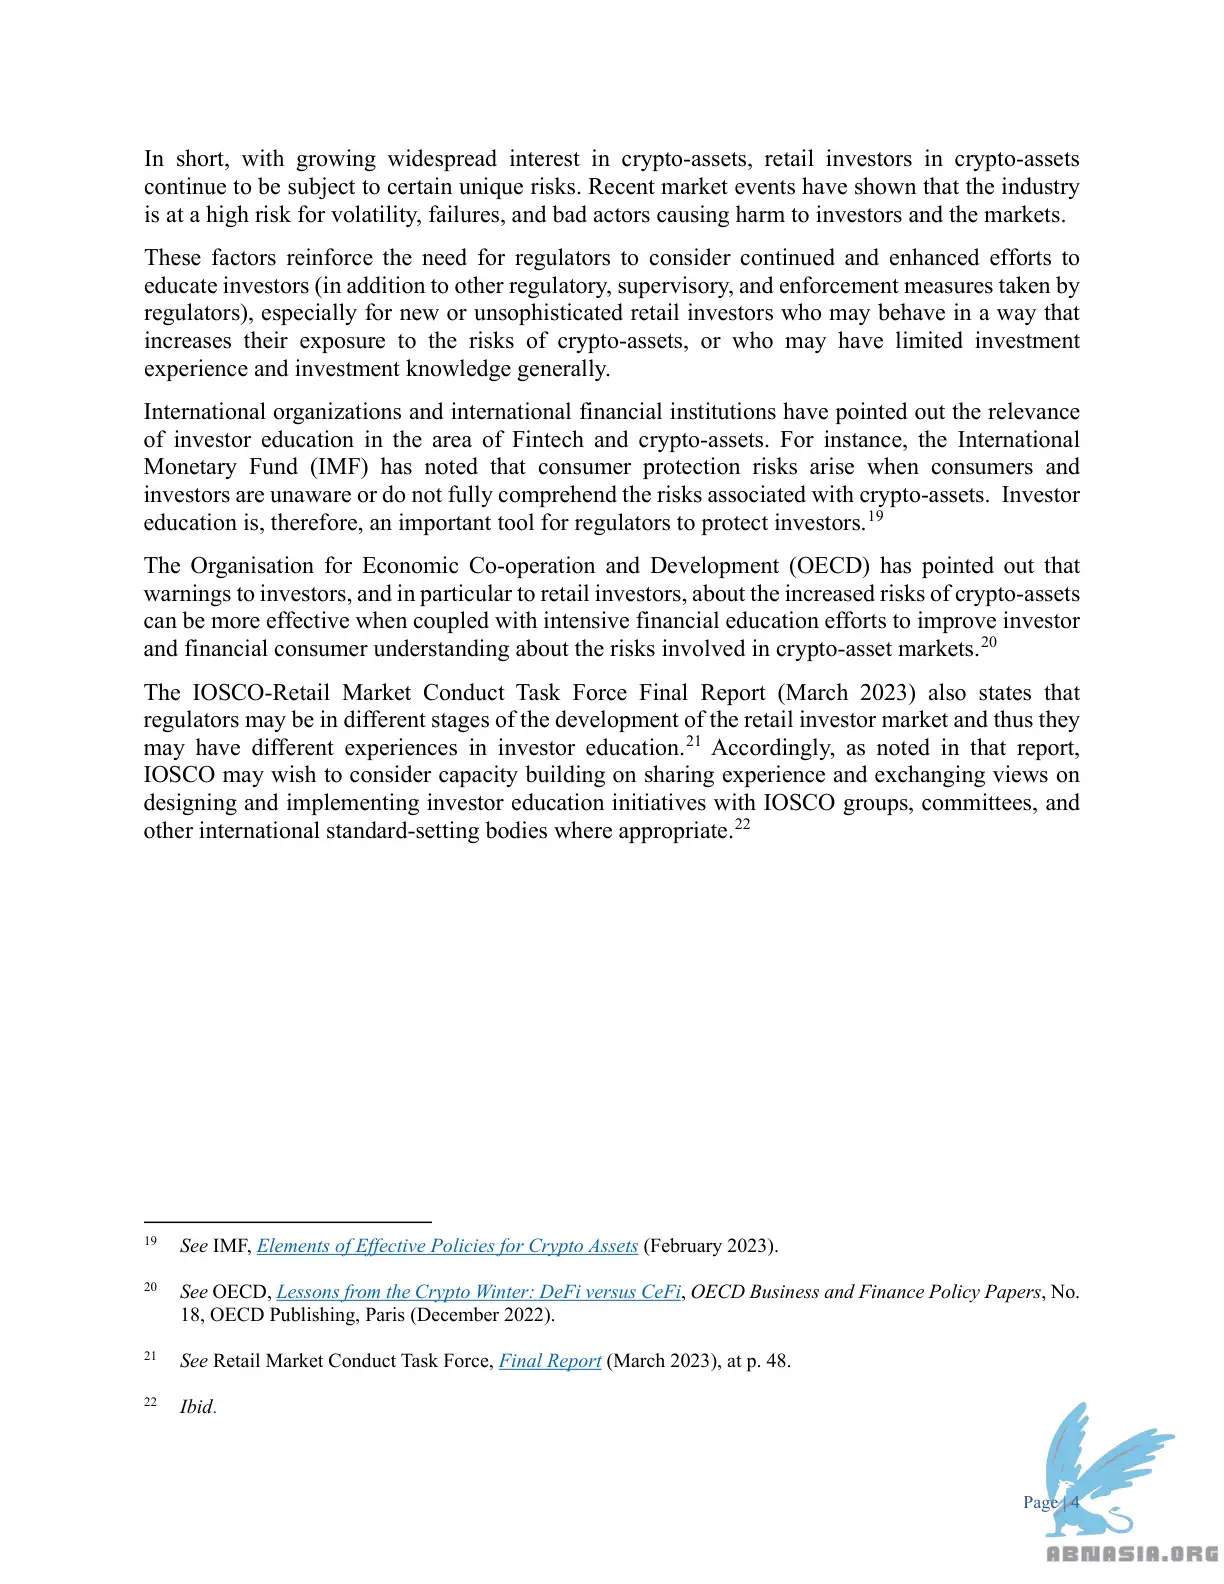 In short, with growing widespread interest in crypto-assets, retail investors in crypto-assets
continue to be subject to certain unique risks. Recent market events have shown that the industry
is at a high risk for volatility, failures, and bad actors causing harm to investors and the markets.
These factors reinforce the need for regulators to consider continued and enhanced efforts to
educate investors (in addition to other regulatory, supervisory, and enforcement measures taken by
regulators), especially for new or unsophisticated retail investors who may behave in a way that
increases their exposure to the risks of crypto-assets, or who may have limited investment
experience and investment knowledge generally.
International organizations and international financial institutions have pointed out the relevance
of investor education in the area of Fintech and crypto-assets. For instance, the International
Monetary Fund (IMF) has noted that consumer protection risks arise when consumers and
investors are unaware or do not fully comprehend the risks associated with crypto-assets. Investor
education is, therefore, an important tool for regulators to protect investors.19
The Organisation for Economic Co-operation and Development (OECD) has pointed out that
warnings to investors, and in particular to retail investors, about the increased risks of crypto-assets
can be more effective when coupled with intensive financial education efforts to improve investor
and financial consumer understanding about the risks involved in crypto-asset markets.20
The IOSCO-Retail Market Conduct Task Force Final Report (March 2023) also states that
regulators may be in different stages of the development of the retail investor market and thus they
may have different experiences in investor education.21 Accordingly, as noted in that report,
IOSCO may wish to consider capacity building on sharing experience and exchanging views on
designing and implementing investor education initiatives with IOSCO groups, committees, and
other international standard-setting bodies where appropriate.22
19 See IMF, Elements of Effective Policies for Crypto Assets (February 2023).
20 See OECD, Lessons from the Crypto Winter: DeFi versus CeFi, OECD Business and Finance Policy Papers, No.
18, OECD Publishing, Paris (December 2022).
21 See Retail Market Conduct Task Force, Final Report (March 2023), at p. 48.
22 Ibid.
Page | 4
ABNASIA.ORG